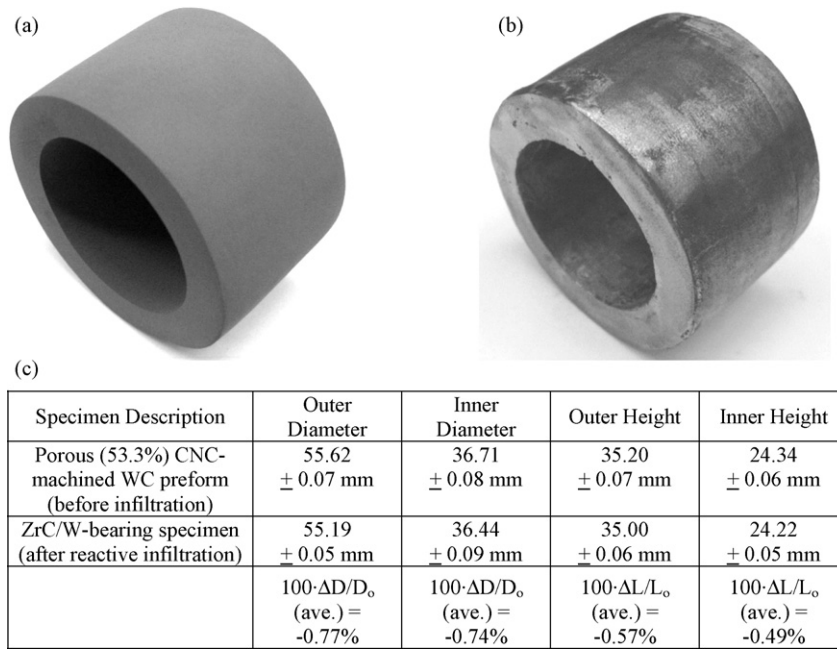 (a)
(b)
(c)
Specimen Description
Outer
Diameter
Inner
Diameter
Outer Height
Inner Height
Porous (53.3%) CNC-
machined WC preform
(before infiltration)
55.62
± 0.07 mm
36.71
± 0.08 mm
35.20
± 0.07 mm
24.34
± 0.06 mm
ZrC/W-bearing specimen
(after reactive infiltration)
55.19
± 0.05 mm
36.44
± 0.09 mm
35.00
± 0.06 mm
24.22
± 0.05 mm
100·ΔD/Dₒ
(ave.) =
-0.77%
100·ΔD/Dₒ
(ave.) =
-0.74%
100·ΔL/Lₒ
(ave.) =
-0.57%
100·ΔL/Lₒ
(ave.) =
-0.49%